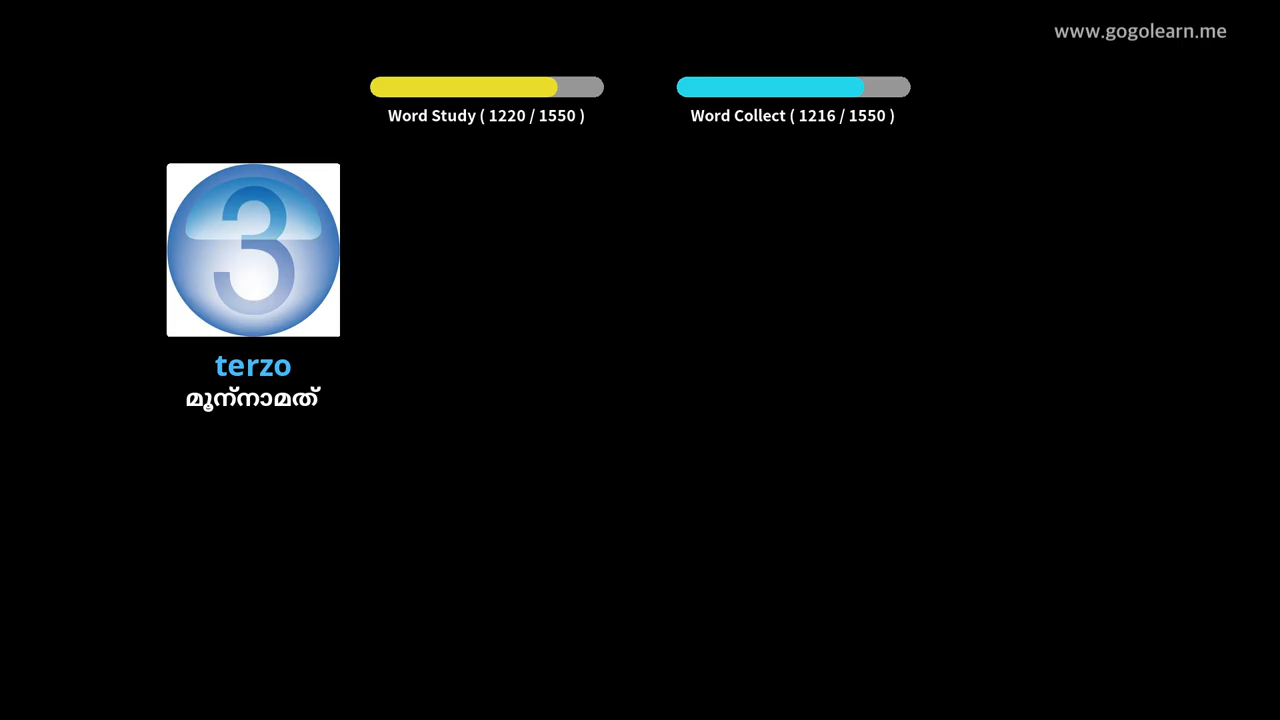 www.gogolearn.me
Word Study ( 1220 / 1550 )
Word Collect ( 1216 / 1550 )
3
terzo
മൂന്നാമത്